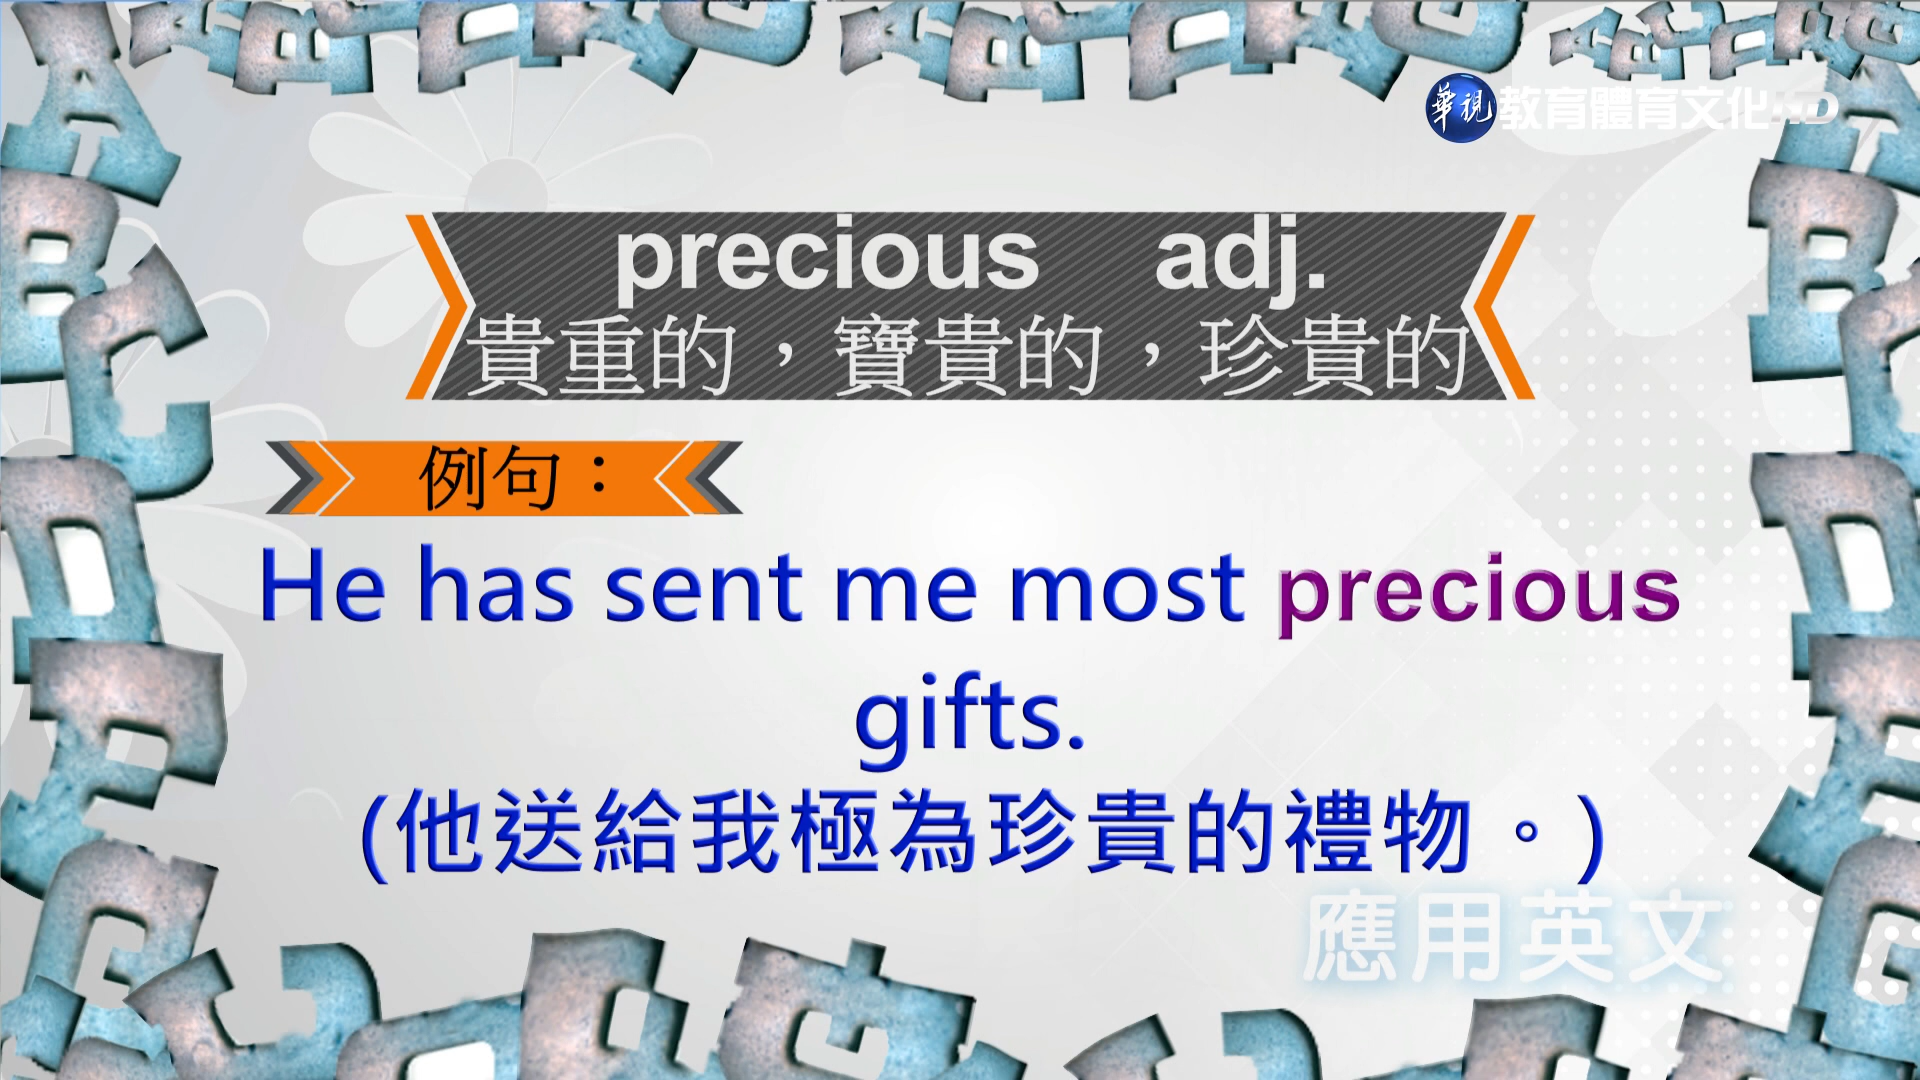 華視 教育體育文化HD
precious adj.
貴重的，寶貴的，珍貴的
例句：
He has sent me most precious
gifts.
(他送給我極為珍貴的禮物。)
應用英文